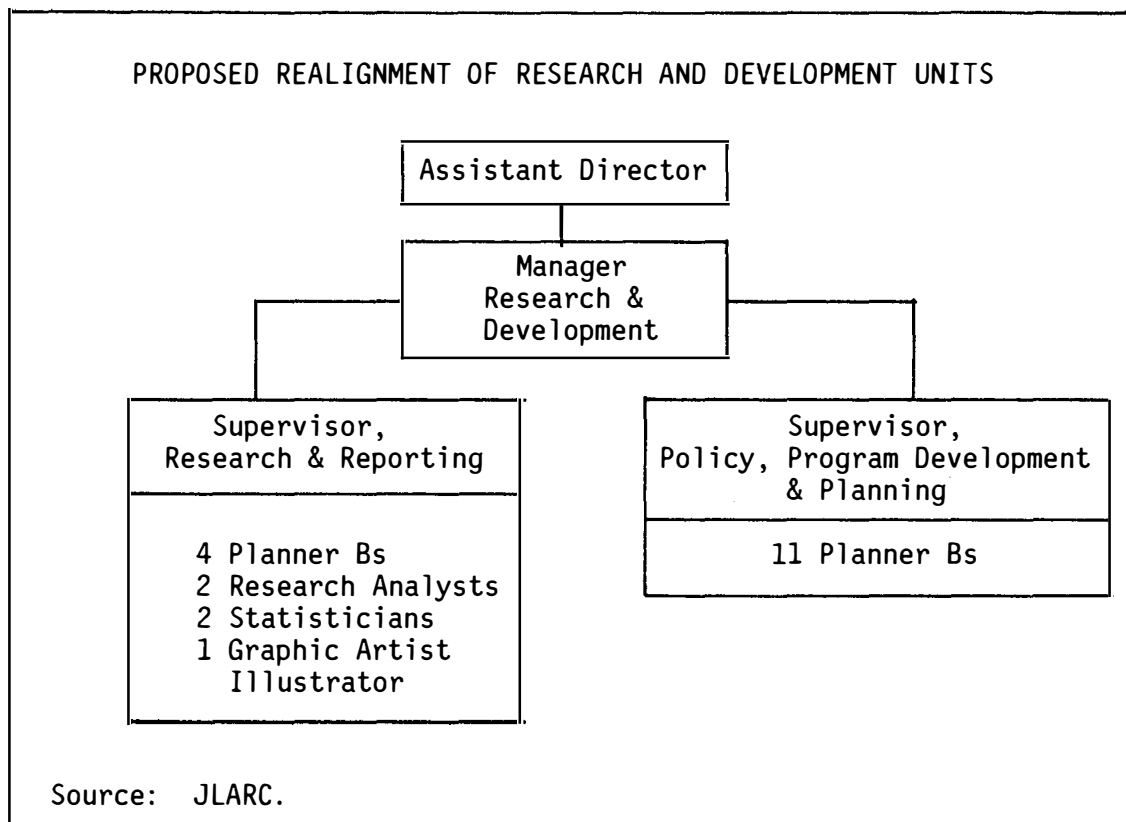 PROPOSED REALIGNMENT OF RESEARCH AND DEVELOPMENT UNITS
Assistant Director
Manager
Research &
Development
Supervisor,
Research & Reporting
4 Planner Bs
2 Research Analysts
2 Statisticians
1 Graphic Artist
Illustrator
Supervisor,
Policy, Program Development
& Planning
11 Planner Bs
Source: JLARC.